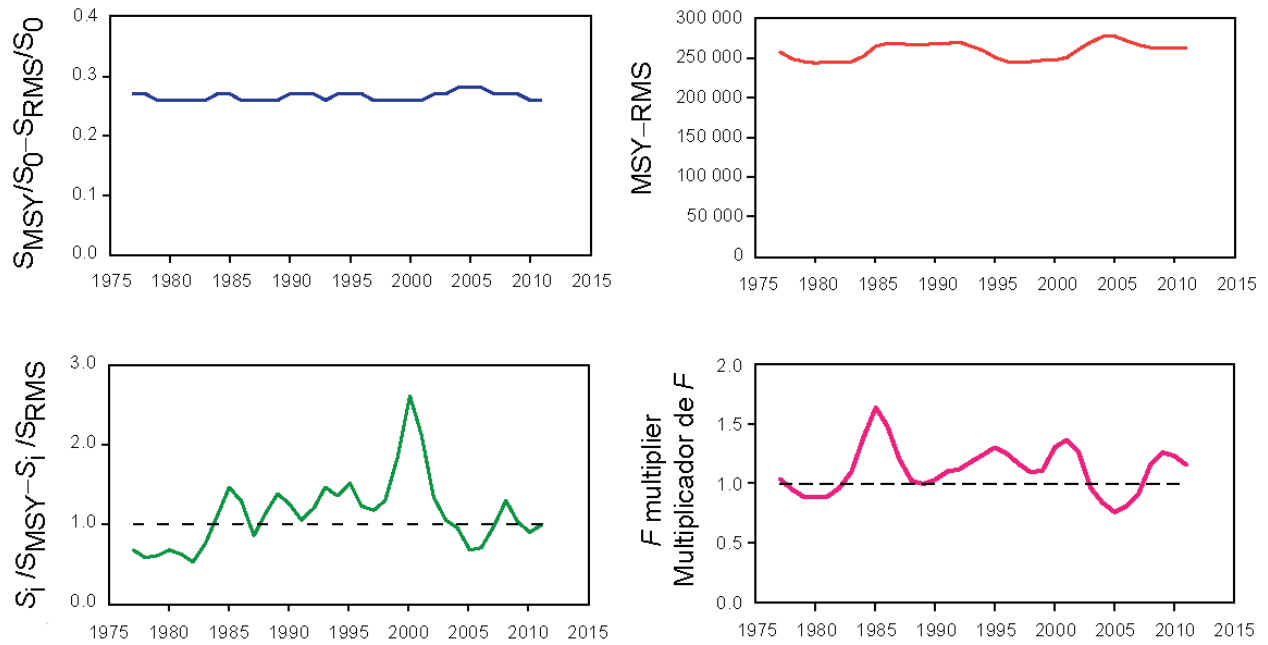 SMSY/S0–SRMS/S0
0.4
0.3
0.2
0.1
0.0
1975 1980 1985 1990 1995 2000 2005 2010 2015
MSY–RMS
300 000
250 000
200 000
150 000
100 000
50 000
0
1975 1980 1985 1990 1995 2000 2005 2010 2015
Si /SMSY–Si /SRMS
3.0
2.0
1.0
0.0
1975 1980 1985 1990 1995 2000 2005 2010 2015
F multiplier
Multiplicador de F
2.0
1.5
1.0
0.5
0.0
1975 1980 1985 1990 1995 2000 2005 2010 2015